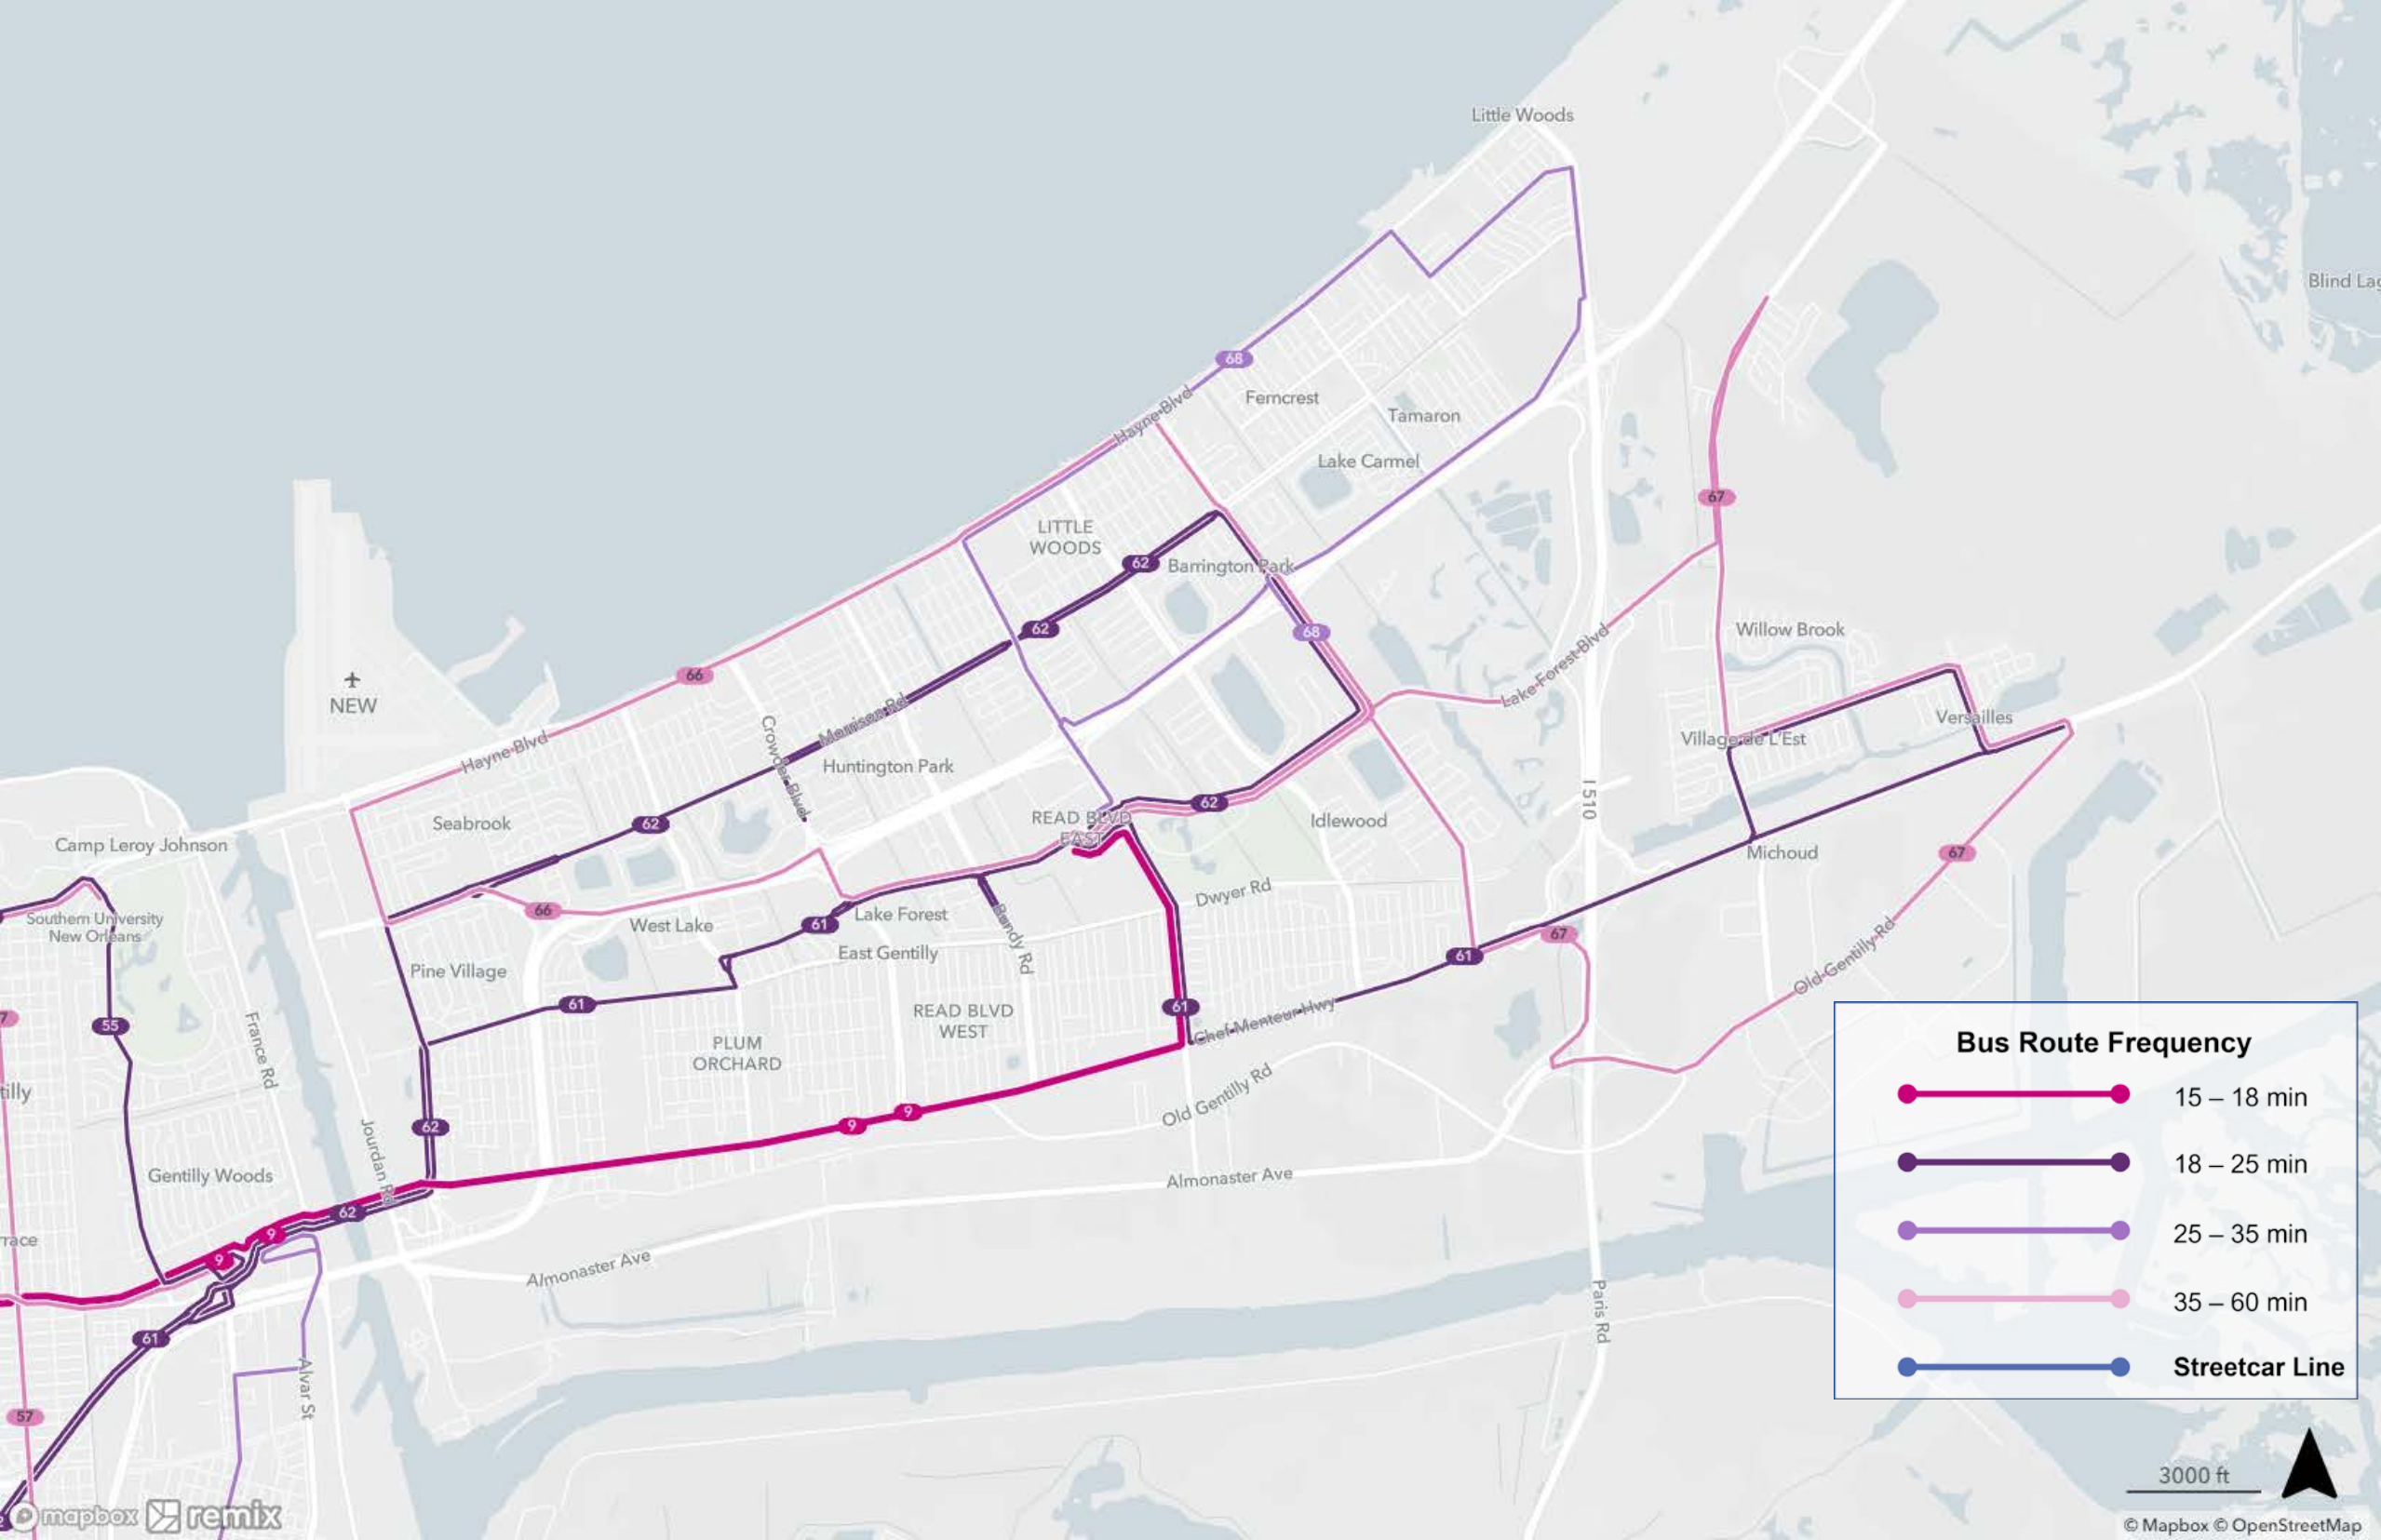 Little Woods
Blind Lag
68
Ferncrest
Hayne Blvd
Tamaron
Lake Carmel
67
LITTLE
WOODS
62
Barrington Park
62
68
Willow Brook
Lake Forest Blvd
66
NEW
Morrison Rd
Crowder Blvd
Hayne Blvd
Versailles
Village de L'Est
Huntington Park
I 510
62
62
Seabrook
READ BLVD
EAST
Idlewood
Camp Leroy Johnson
Michoud
67
Dwyer Rd
66
Southern University
New Orleans
West Lake
61
Lake Forest
Bundy Rd
East Gentilly
67
61
Old Gentilly Rd
Pine Village
61
61
Chef Menteur Hwy
READ BLVD
WEST
7
55
France Rd
PLUM
ORCHARD
Old Gentilly Rd
tilly
9
9
62
Jourdan Rd
Gentilly Woods
Almonaster Ave
62
9
9
rrace
Almonaster Ave
61
Alvar St
Paris Rd
57
Bus Route Frequency
15 – 18 min
18 – 25 min
25 – 35 min
35 – 60 min
Streetcar Line
3000 ft
mapbox remix
© Mapbox © OpenStreetMap